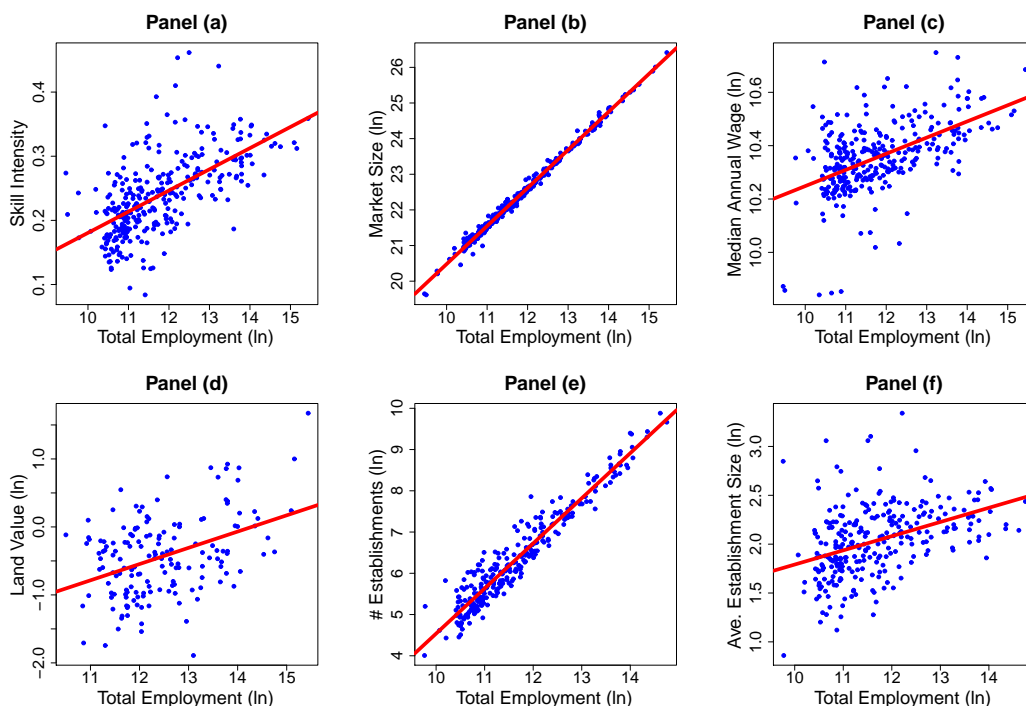 Panel (a)
Skill Intensity
0.1 0.2 0.3 0.4
10 11 12 13 14 15
Total Employment (ln)
Panel (b)
Market Size (ln)
20 21 22 23 24 25 26
10 11 12 13 14 15
Total Employment (ln)
Panel (c)
Median Annual Wage (ln)
10.0 10.2 10.4 10.6
10 11 12 13 14 15
Total Employment (ln)
Panel (d)
Land Value (ln)
−2.0 −1.0 0.0 1.0
11 12 13 14 15
Total Employment (ln)
Panel (e)
# Establishments (ln)
4 5 6 7 8 9 10
10 11 12 13 14
Total Employment (ln)
Panel (f)
Ave. Establishment Size (ln)
1.0 1.5 2.0 2.5 3.0
10 11 12 13 14
Total Employment (ln)